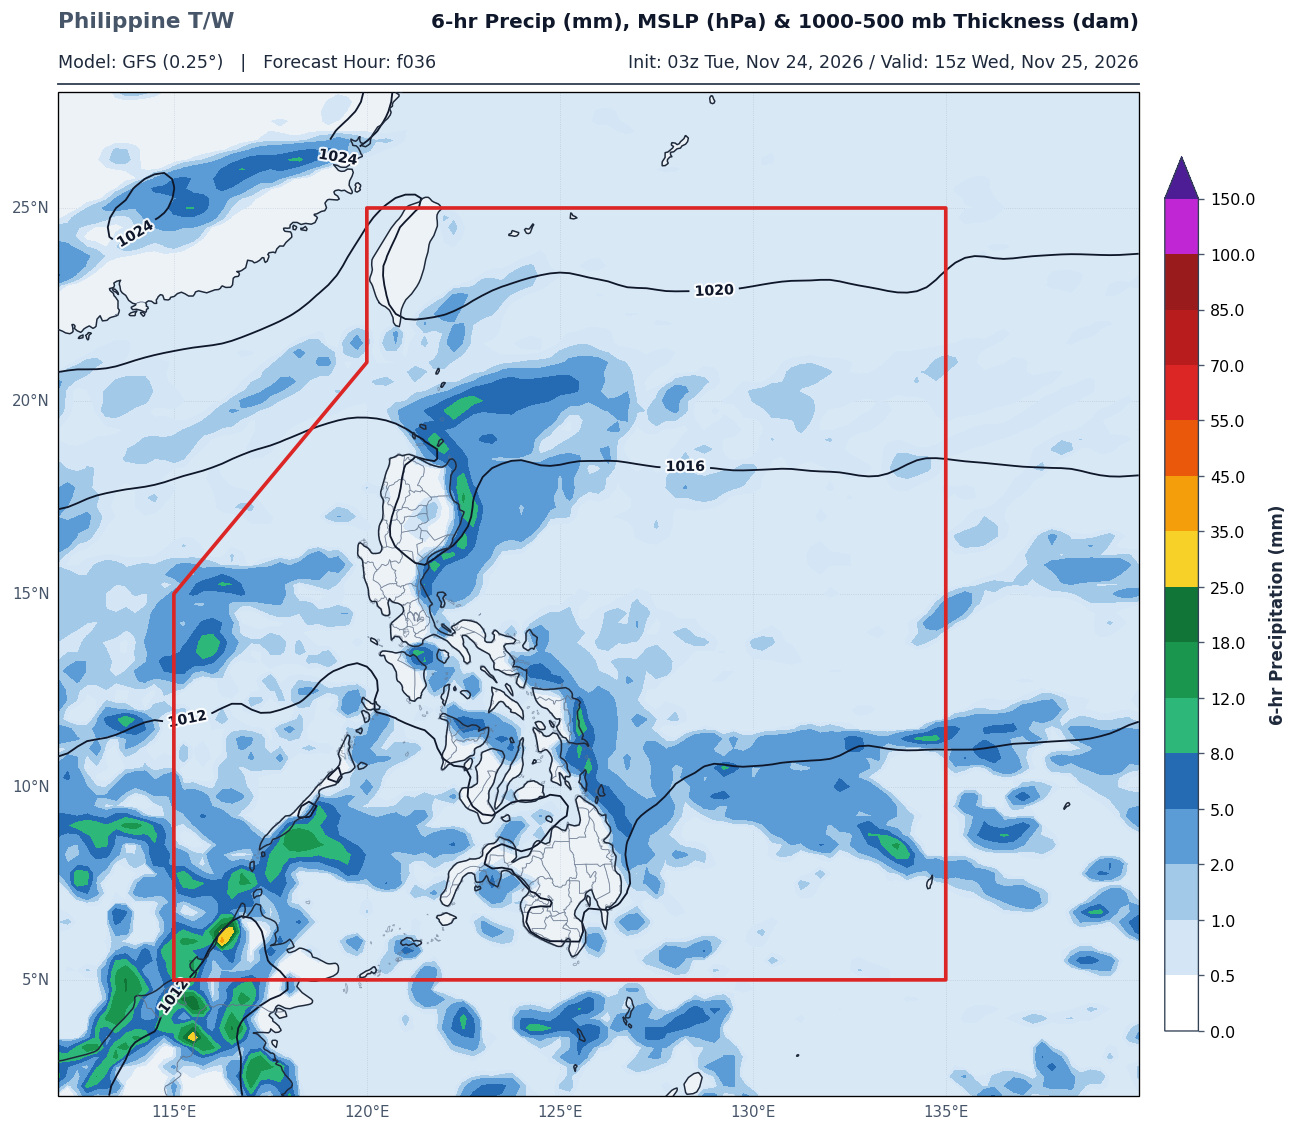 Philippine T/W
6-hr Precip (mm), MSLP (hPa) & 1000-500 mb Thickness (dam)
Model: GFS (0.25°) | Forecast Hour: f036
Init: 03z Tue, Nov 24, 2026 / Valid: 15z Wed, Nov 25, 2026
1024
1024
1020
1016
1012
1012
25°N
20°N
15°N
10°N
5°N
115°E
120°E
125°E
130°E
135°E
150.0
100.0
85.0
70.0
55.0
45.0
35.0
25.0
18.0
12.0
8.0
5.0
2.0
1.0
0.5
0.0
6-hr Precipitation (mm)